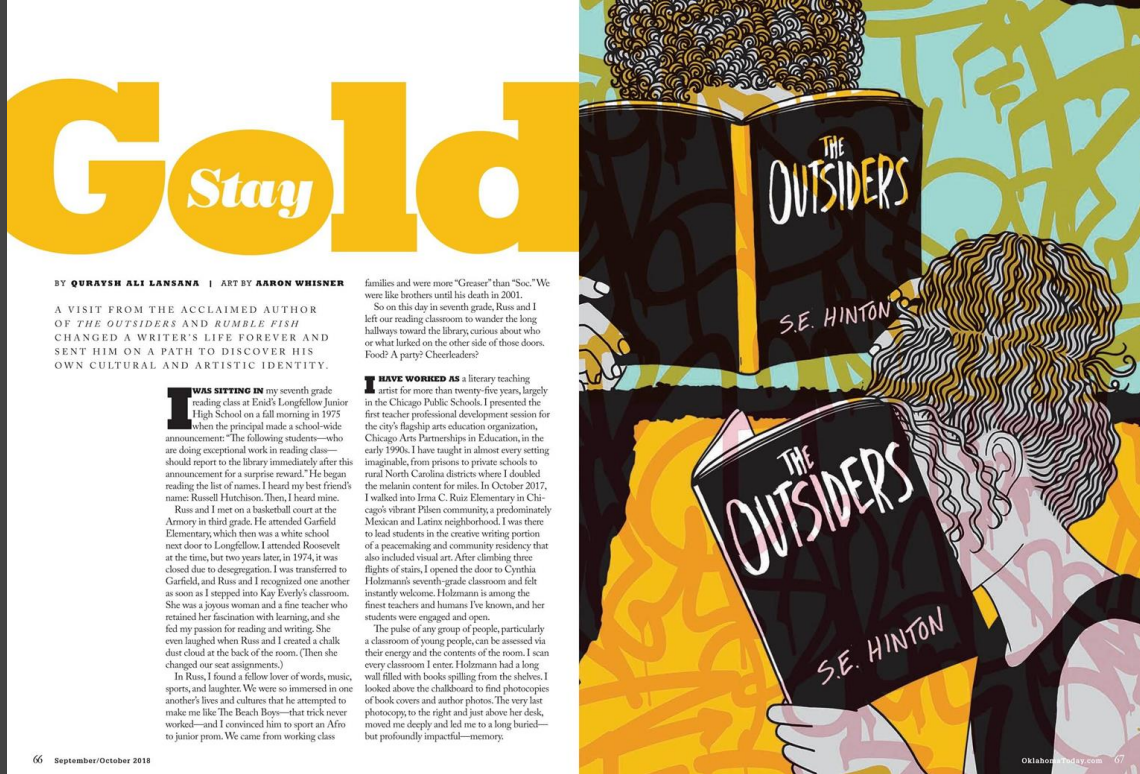 Gold
Stay
BY QURAYSH ALI LANSANA | ART BY AARON WHISNER
A VISIT FROM THE ACCLAIMED AUTHOR
OF THE OUTSIDERS AND RUMBLE FISH
CHANGED A WRITER'S LIFE FOREVER AND
SENT HIM ON A PATH TO DISCOVER HIS
OWN CULTURAL AND ARTISTIC IDENTITY.
I WAS SITTING IN my seventh grade
reading class at Enid's Longfellow Junior
High School on a fall morning in 1975
when the principal made a school-wide
announcement: "The following students—who
are doing exceptional work in reading class—
should report to the library immediately after this
announcement for a surprise reward." He began
reading the list of names. I heard my best friend's
name: Russell Hutchison. Then, I heard mine.
Russ and I met on a basketball court at the
Armory in third grade. He attended Garfield
Elementary, which then was a white school
next door to Longfellow. I attended Roosevelt
at the time, but two years later, in 1974, it was
closed due to desegregation. I was transferred to
Garfield, and Russ and I recognized one another
as soon as I stepped into Kay Everly's classroom.
She was a joyous woman and a fine teacher who
retained her fascination with learning, and she
fed my passion for reading and writing. She
even laughed when Russ and I created a chalk
dust cloud at the back of the room. (Then she
changed our seat assignments.)
In Russ, I found a fellow lover of words, music,
sports, and laughter. We were so immersed in one
another's lives and cultures that he attempted to
make me like The Beach Boys—that trick never
worked—and I convinced him to sport an Afro
to junior prom. We came from working class
families and were more "Greaser" than "Soc." We
were like brothers until his death in 2001.
So on this day in seventh grade, Russ and I
left our reading classroom to wander the long
hallways toward the library, curious about who
or what lurked on the other side of those doors.
Food? A party? Cheerleaders?
I HAVE WORKED AS a literary teaching
artist for more than twenty-five years, largely
in the Chicago Public Schools. I presented the
first teacher professional development session for
the city's flagship arts education organization,
Chicago Arts Partnerships in Education, in the
early 1990s. I have taught in almost every setting
imaginable, from prisons to private schools to
rural North Carolina districts where I doubled
the melanin content for miles. In October 2017,
I walked into Irma C. Ruiz Elementary in Chi-
cago's vibrant Pilsen community, a predominately
Mexican and Latinx neighborhood. I was there
to lead students in the creative writing portion
of a peacemaking and community residency that
also included visual art. After climbing three
flights of stairs, I opened the door to Cynthia
Holzmann's seventh-grade classroom and felt
instantly welcome. Holzmann is among the
finest teachers and humans I've known, and her
students were engaged and open.
The pulse of any group of people, particularly
a classroom of young people, can be assessed via
their energy and the contents of the room. I scan
every classroom I enter. Holzmann had a long
wall filled with books spilling from the shelves. I
looked above the chalkboard to find photocopies
of book covers and author photos. The very last
photocopy, to the right and just above her desk,
moved me deeply and led me to a long buried—
but profoundly impactful—memory.
66 September/October 2018
THE
OUTSIDERS
S.E. HINTON
THE
OUTSIDERS
S.E. HINTON
OklahomaToday.com 67